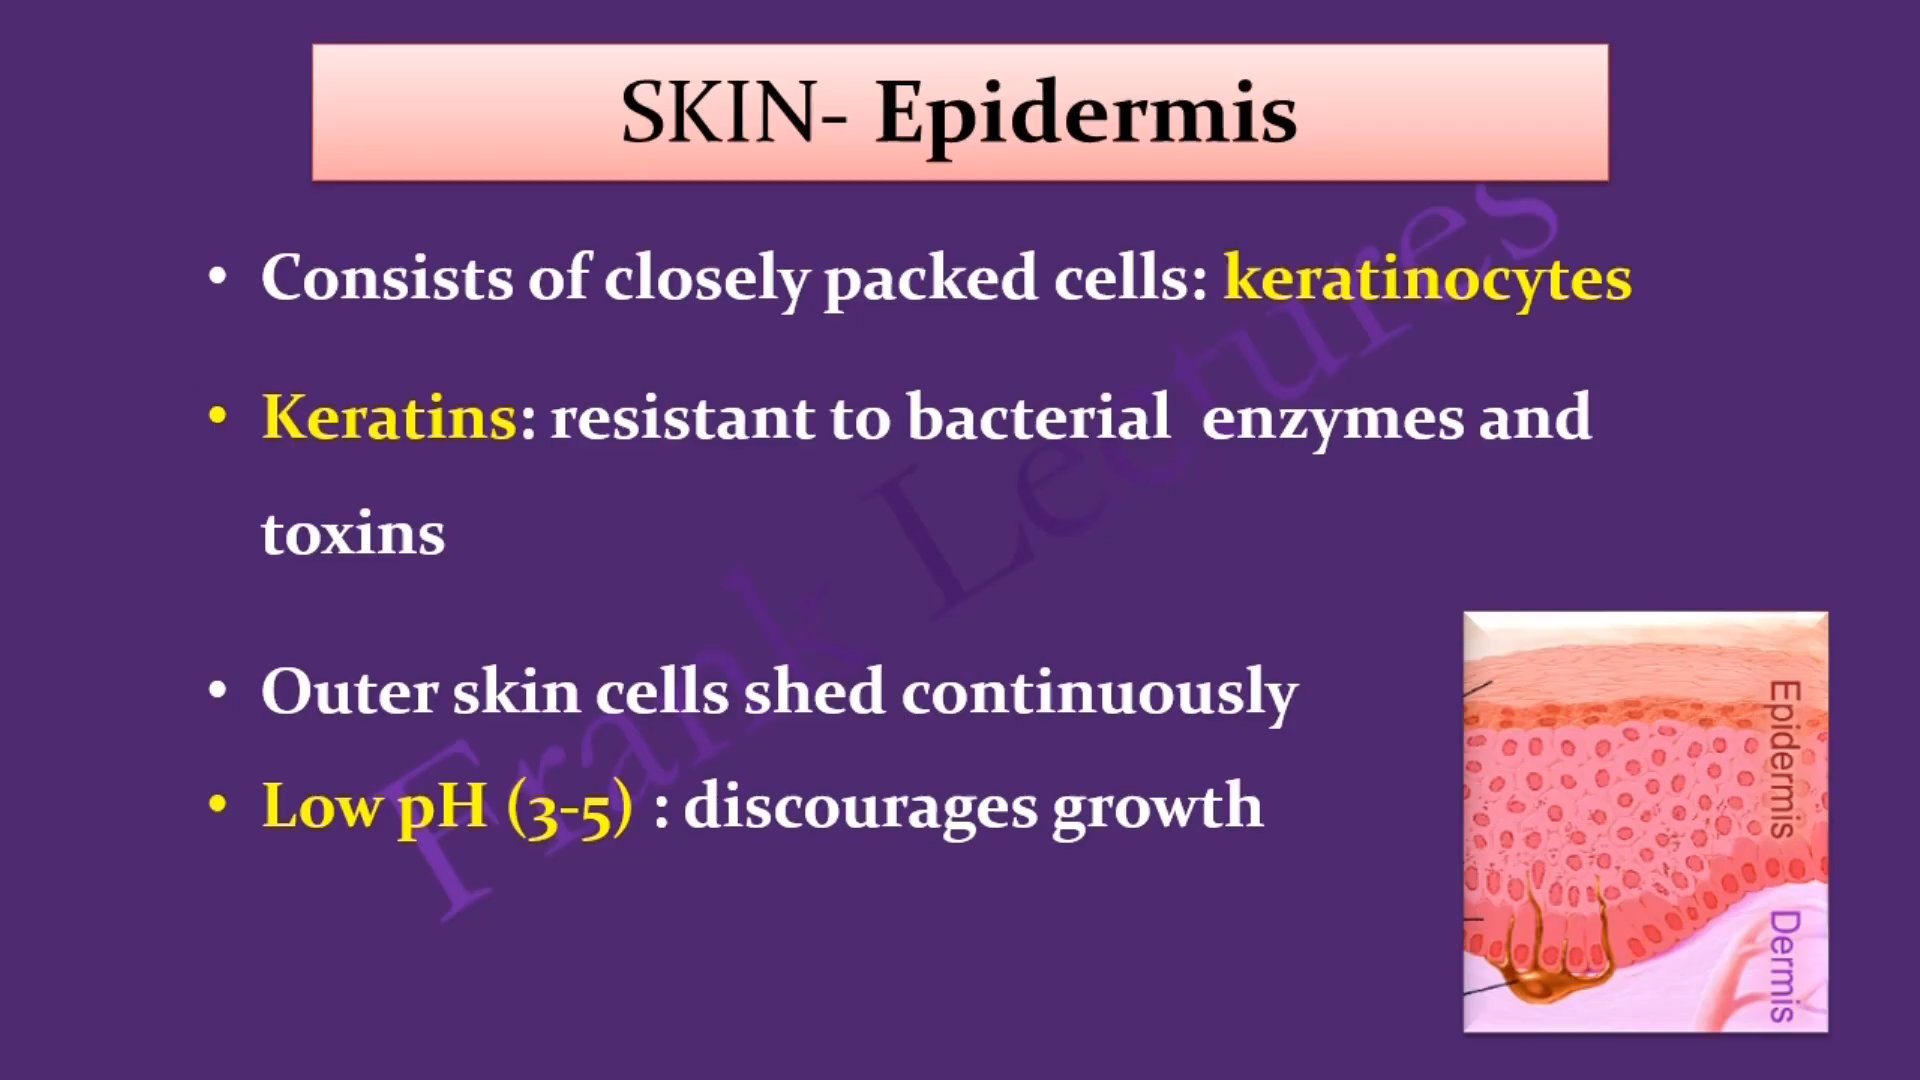 SKIN- Epidermis
• Consists of closely packed cells: keratinocytes
• Keratins: resistant to bacterial enzymes and
toxins
• Outer skin cells shed continuously
• Low pH (3-5) : discourages growth
Epidermis
Dermis
Frank Lectures